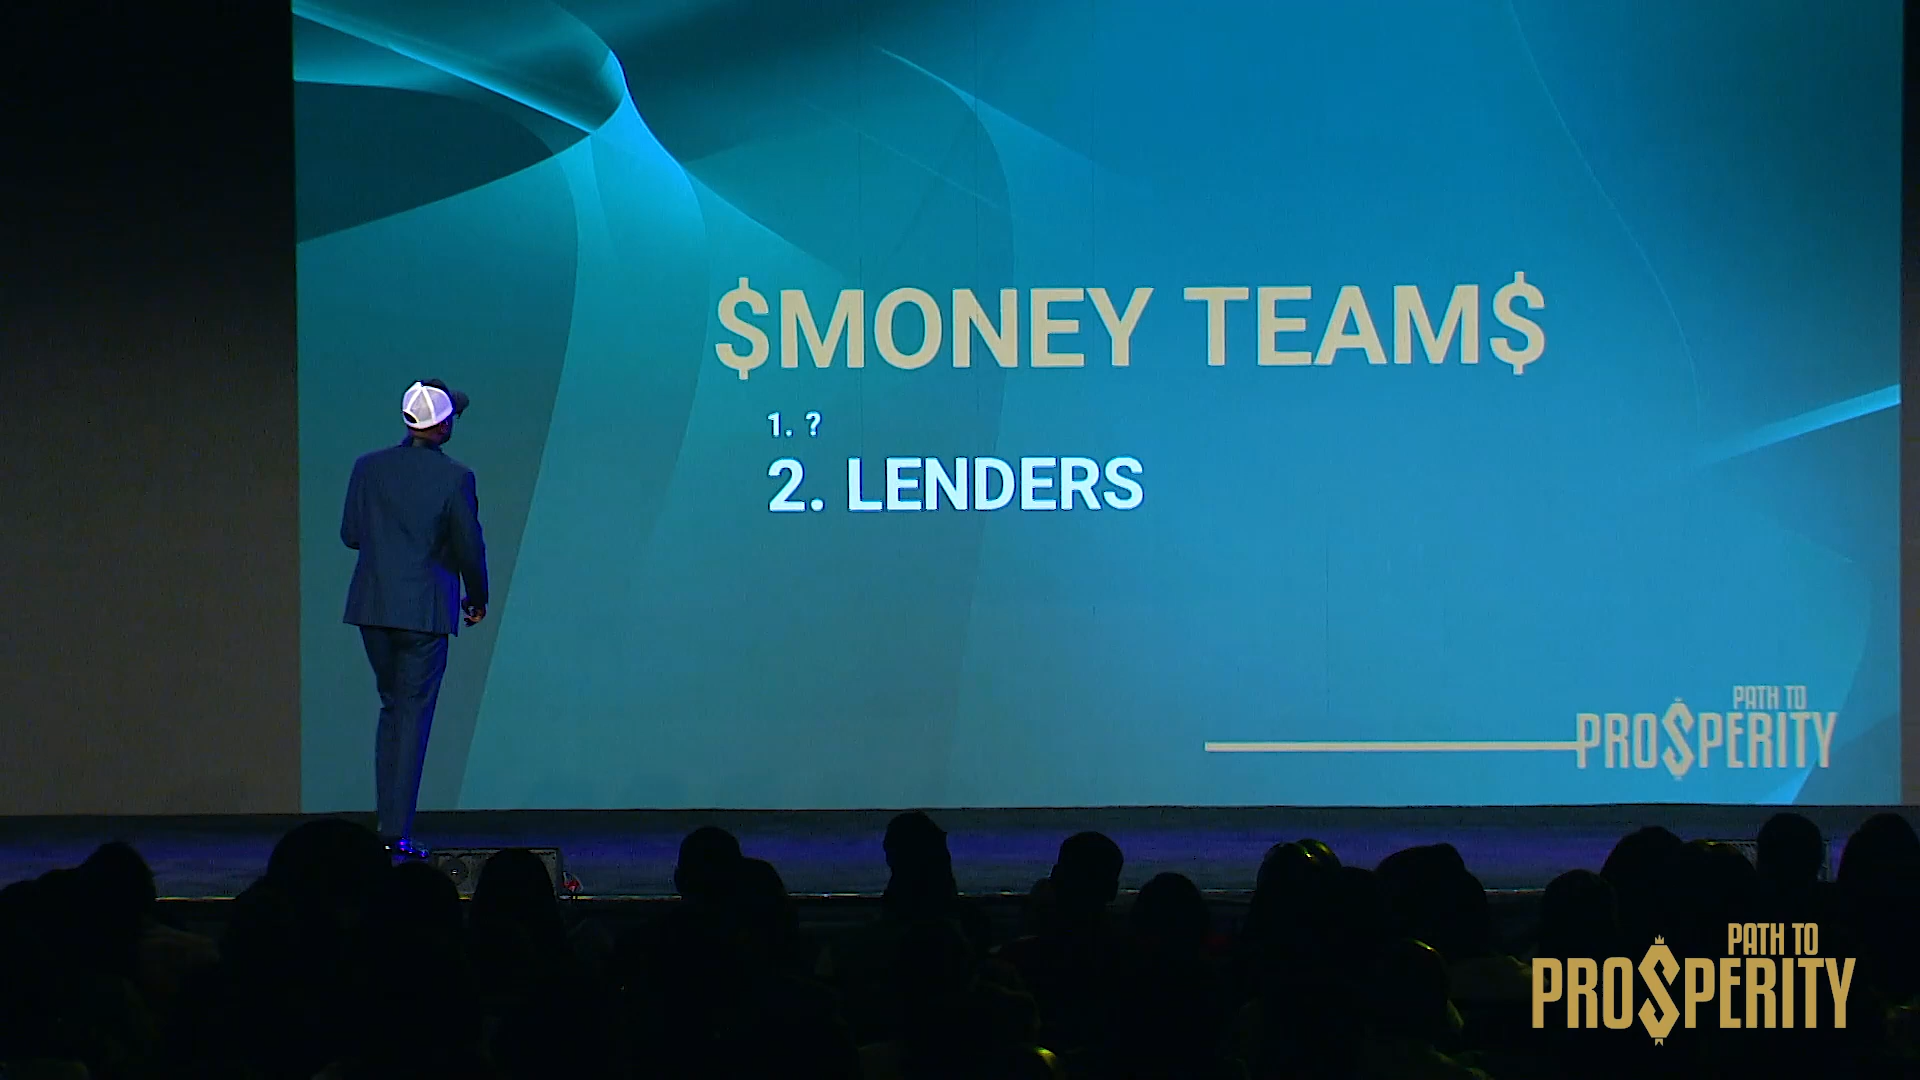 $MONEY TEAM$
1. ?
2. LENDERS
PATH TO
PRO$PERITY
PATH TO
PRO$PERITY